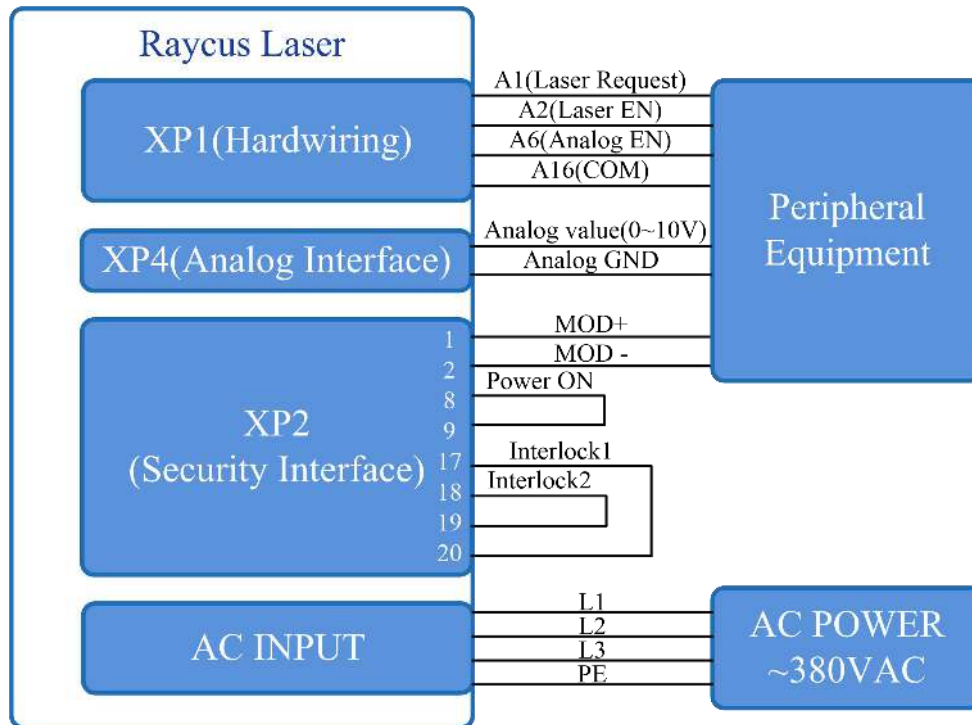 Raycus Laser
XP1(Hardwiring)
A1(Laser Request)
A2(Laser EN)
A6(Analog EN)
A16(COM)
XP4(Analog Interface)
Analog value(0~10V)
Analog GND
Peripheral
Equipment
XP2
(Security Interface)
1
2
8
9
17
18
19
20
MOD+
MOD -
Power ON
Interlock1
Interlock2
AC INPUT
L1
L2
L3
PE
AC POWER
~380VAC